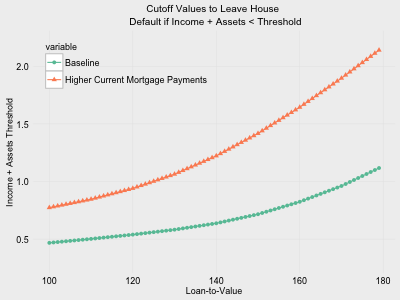 Cutoff Values to Leave House
Default if Income + Assets < Threshold
variable
Baseline
Higher Current Mortgage Payments
Income + Assets Threshold
2.0
1.5
1.0
0.5
100 120 140 160 180
Loan-to-Value